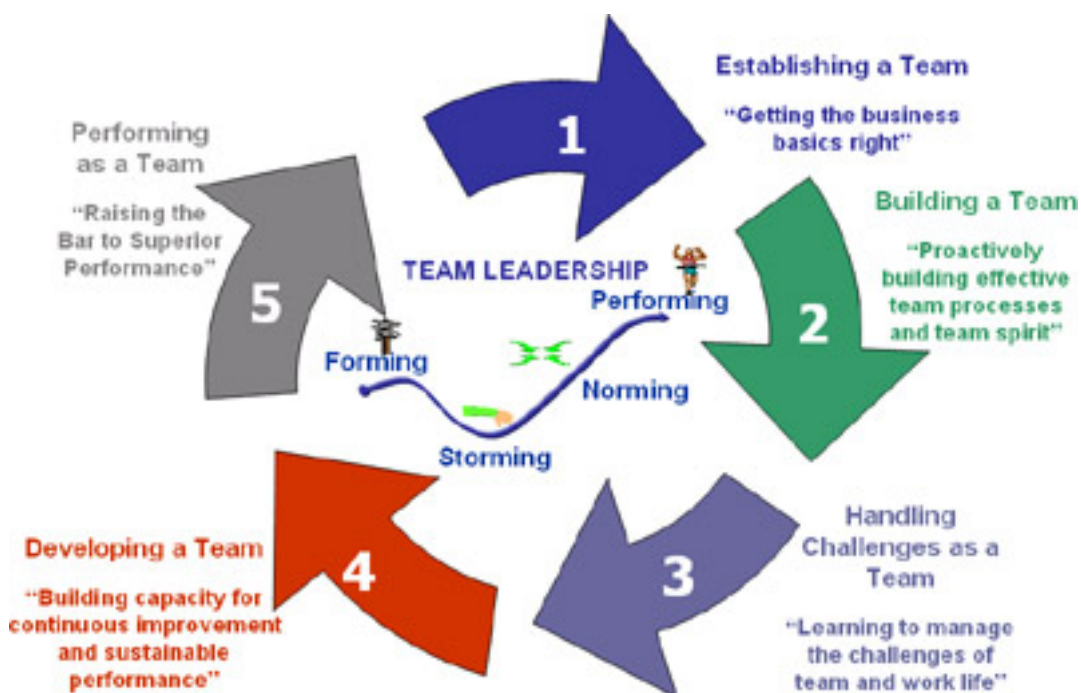 1
Establishing a Team
“Getting the business
basics right”
2
Building a Team
“Proactively
building effective
team processes
and team spirit”
3
Handling
Challenges as a
Team
“Learning to manage
the challenges of
team and work life”
4
Developing a Team
“Building capacity for
continuous improvement
and sustainable
performance”
5
Performing
as a Team
“Raising the
Bar to Superior
Performance”
TEAM LEADERSHIP
Forming
Storming
Norming
Performing